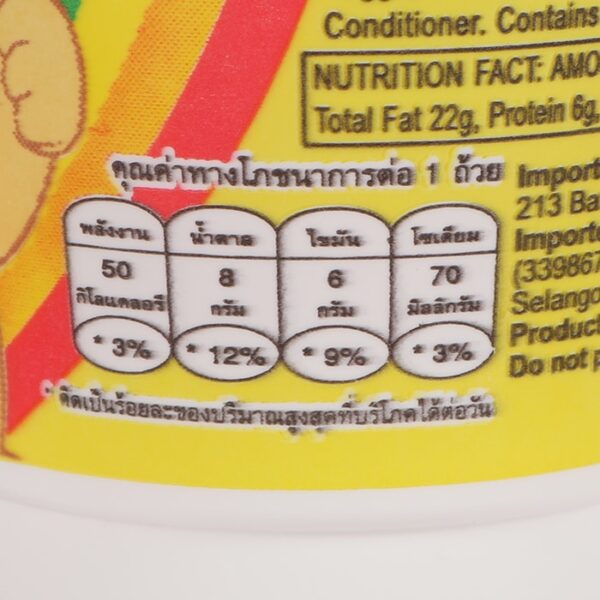 Conditioner. Contains
NUTRITION FACT: AMO
Total Fat 22g, Protein 6g,
คุณค่าทางโภชนาการต่อ 1 ถ้วย
พลังงาน น้ำตาล ไขมัน โซเดียม
50 8 6 70
กิโลแคลอรี กรัม กรัม มิลลิกรัม
* 3% * 12% * 9% * 3%
* คิดเป็นร้อยละของปริมาณสูงสุดที่บริโภคได้ต่อวัน
Import
213 Ba
Importe
(339867
Selango
Product
Do not p